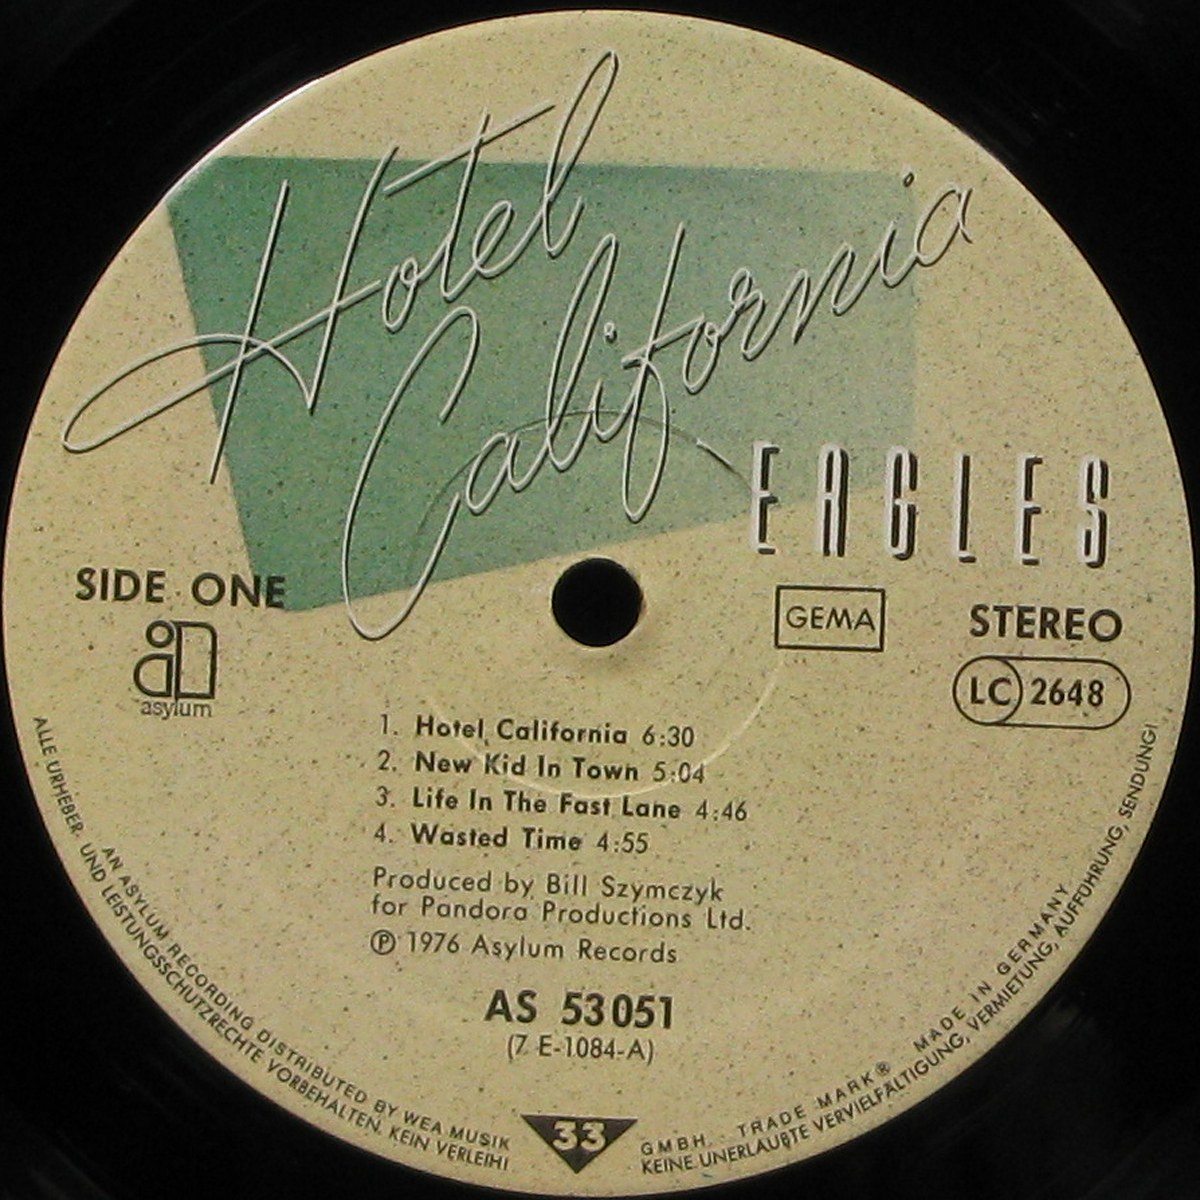 Hotel
California
EAGLES
SIDE ONE
asylum
GEMA
STEREO
LC 2648
1. Hotel California 6:30
2. New Kid In Town 5:04
3. Life In The Fast Lane 4:46
4. Wasted Time 4:55
Produced by Bill Szymczyk
for Pandora Productions Ltd.
℗ 1976 Asylum Records
AS 53 051
(7 E-1084-A)
33
AN ASYLUM RECORDING DISTRIBUTED BY WEA MUSIK GMBH. · TRADE MARK® MADE IN GERMANY
ALLE URHEBER- UND LEISTUNGSSCHUTZRECHTE VORBEHALTEN. KEIN VERLEIH! KEINE UNERLAUBTE VERVIELFÄLTIGUNG, VERMIETUNG, AUFFÜHRUNG, SENDUNG!